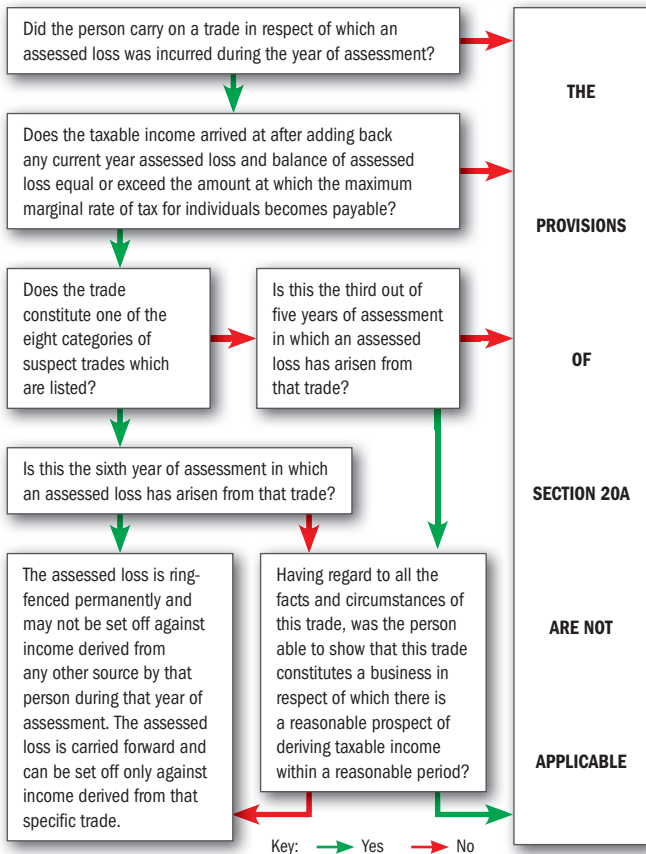 Did the person carry on a trade in respect of which an
assessed loss was incurred during the year of assessment?
Does the taxable income arrived at after adding back
any current year assessed loss and balance of assessed
loss equal or exceed the amount at which the maximum
marginal rate of tax for individuals becomes payable?
Does the trade
constitute one of the
eight categories of
suspect trades which
are listed?
Is this the third out of
five years of assessment
in which an assessed
loss has arisen from
that trade?
Is this the sixth year of assessment in which
an assessed loss has arisen from that trade?
The assessed loss is ring-
fenced permanently and
may not be set off against
income derived from
any other source by that
person during that year of
assessment. The assessed
loss is carried forward and
can be set off only against
income derived from that
specific trade.
Having regard to all the
facts and circumstances of
this trade, was the person
able to show that this trade
constitutes a business in
respect of which there is
a reasonable prospect of
deriving taxable income
within a reasonable period?
THE
PROVISIONS
OF
SECTION 20A
ARE NOT
APPLICABLE
Key: Yes No